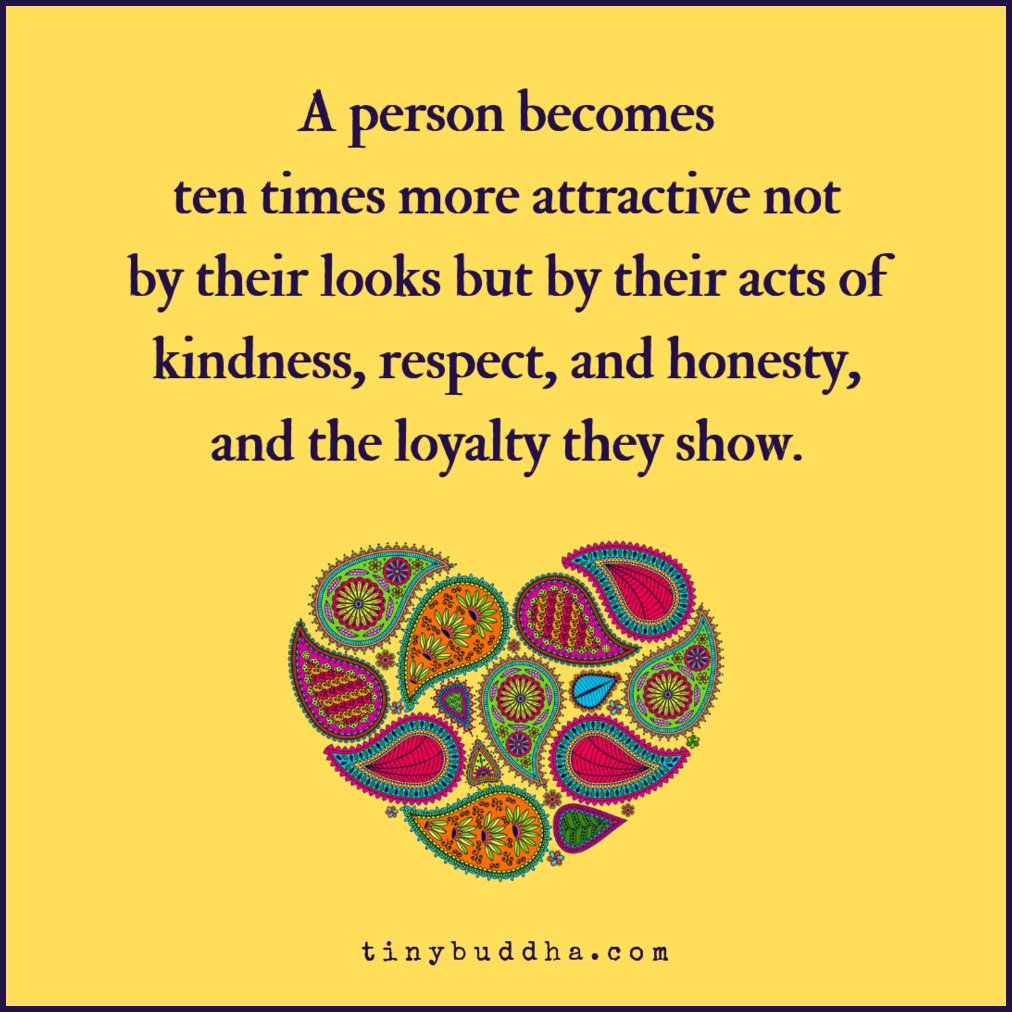 A person becomes
ten times more attractive not
by their looks but by their acts of
kindness, respect, and honesty,
and the loyalty they show.
tinybuddha.com